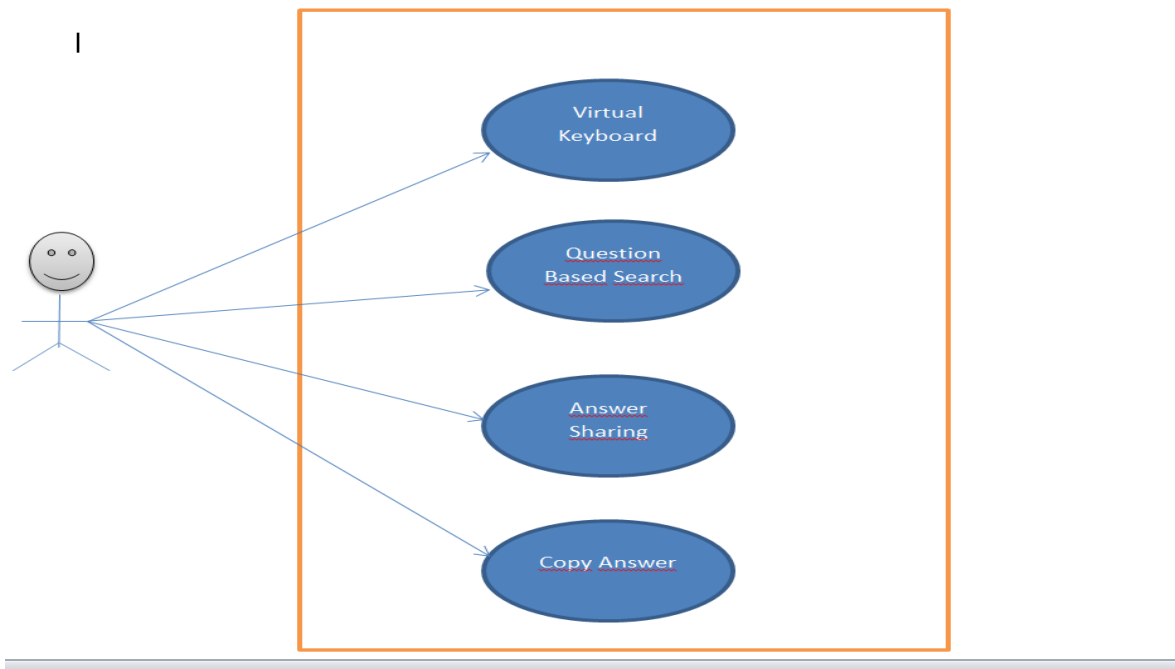 Virtual
Keyboard
Question
Based Search
Answer
Sharing
Copy Answer